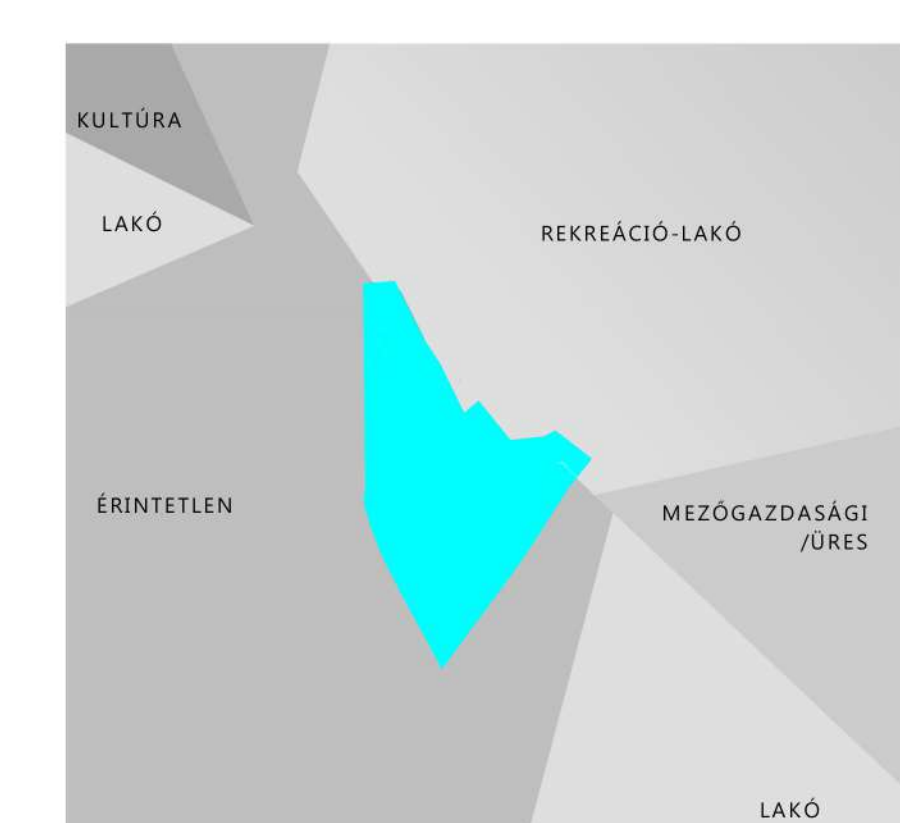 KULTÚRA
LAKÓ
REKREÁCIÓ-LAKÓ
ÉRINTETLEN
MEZŐGAZDASÁGI
/ÜRES
LAKÓ